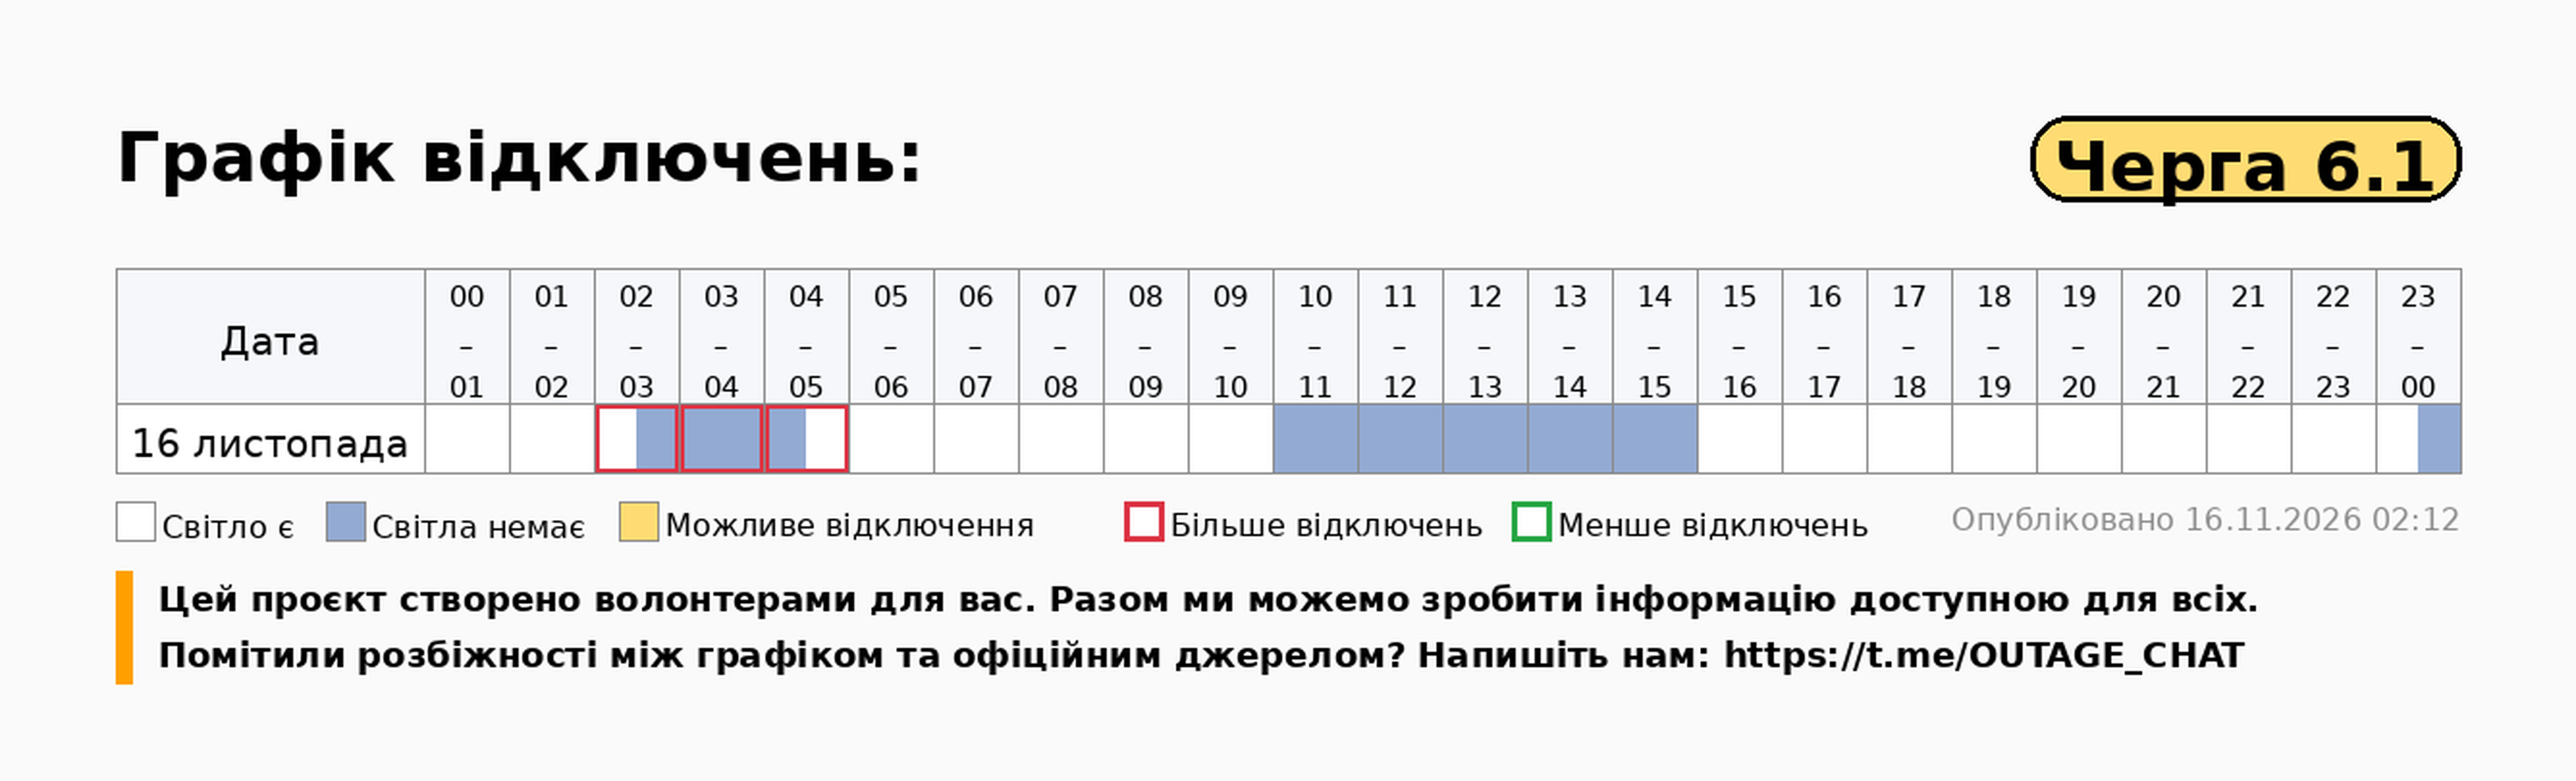 Графік відключень:
Черга 6.1
Дата 00 – 01 01 – 02 02 – 03 03 – 04 04 – 05 05 – 06 06 – 07 07 – 08 08 – 09 09 – 10 10 – 11 11 – 12 12 – 13 13 – 14 14 – 15 15 – 16 16 – 17 17 – 18 18 – 19 19 – 20 20 – 21 21 – 22 22 – 23 23 – 00
16 листопада
Світло є Світла немає Можливе відключення Більше відключень Менше відключень Опубліковано 16.11.2026 02:12
Цей проєкт створено волонтерами для вас. Разом ми можемо зробити інформацію доступною для всіх.
Помітили розбіжності між графіком та офіційним джерелом? Напишіть нам: https://t.me/OUTAGE_CHAT